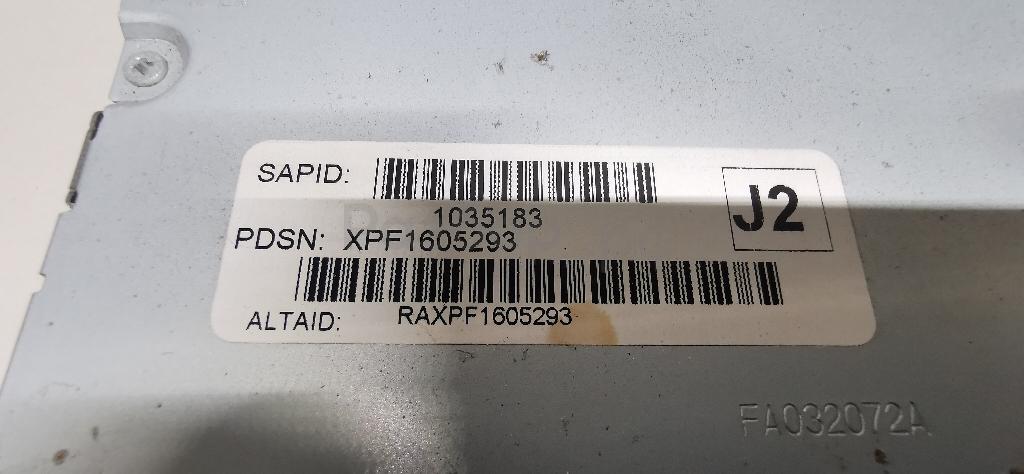 SAPID:
J2
1035183
PDSN: XPF1605293
ALTAID: RAXPF1605293
FA032072A